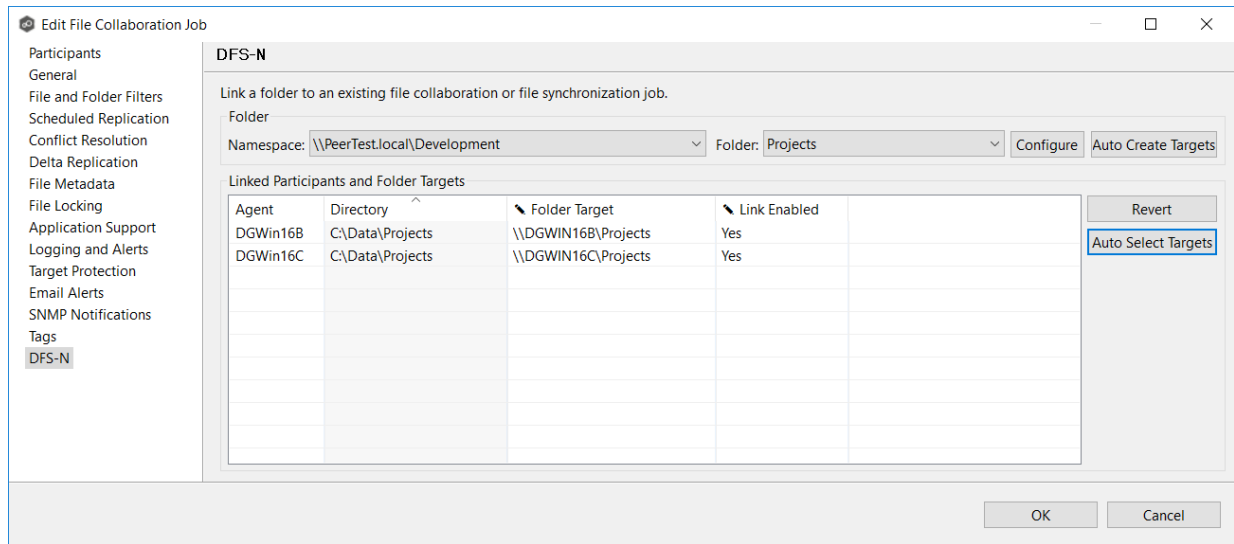 Edit File Collaboration Job
Participants
General
File and Folder Filters
Scheduled Replication
Conflict Resolution
Delta Replication
File Metadata
File Locking
Application Support
Logging and Alerts
Target Protection
Email Alerts
SNMP Notifications
Tags
DFS-N
DFS-N
Link a folder to an existing file collaboration or file synchronization job.
Folder
Namespace: \\PeerTest.local\Development Folder: Projects Configure Auto Create Targets
Linked Participants and Folder Targets
Agent Directory Folder Target Link Enabled
DGWin16B C:\Data\Projects \\DGWIN16B\Projects Yes
DGWin16C C:\Data\Projects \\DGWIN16C\Projects Yes
Revert
Auto Select Targets
OK Cancel